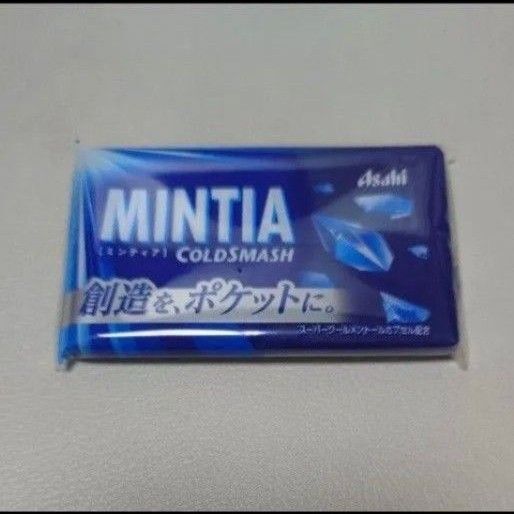 Asahi
MINTIA
[ミンティア] COLDSMASH
創造を、ポケットに。
スーパークールメントールカプセル配合